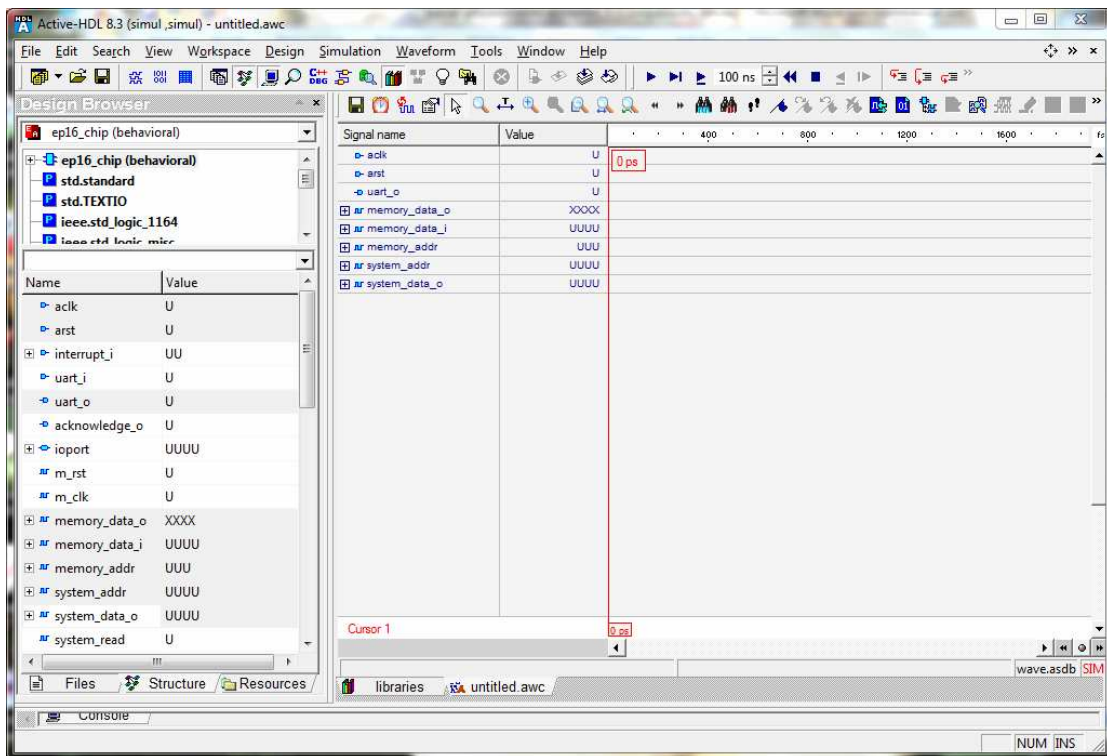 Active-HDL 8.3 (simul ,simul) - untitled.awc
File Edit Search View Workspace Design Simulation Waveform Tools Window Help
100 ns
Design Browser
ep16_chip (behavioral)
ep16_chip (behavioral)
std.standard
std.TEXTIO
ieee.std_logic_1164
ieee.std_logic_misc
Name Value
aclk U
arst U
interrupt_i UU
uart_i U
uart_o U
acknowledge_o U
ioport UUUU
m_rst U
m_clk U
memory_data_o XXXX
memory_data_i UUUU
memory_addr UUU
system_addr UUUU
system_data_o UUUU
system_read U
Files Structure Resources
Signal name Value 400 800 1200 1600 fs
aclk U
0 ps
arst U
uart_o U
memory_data_o XXXX
memory_data_i UUUU
memory_addr UUU
system_addr UUUU
system_data_o UUUU
Cursor 1 0 ps
wave.asdb SIM
libraries untitled.awc
Console
NUM INS